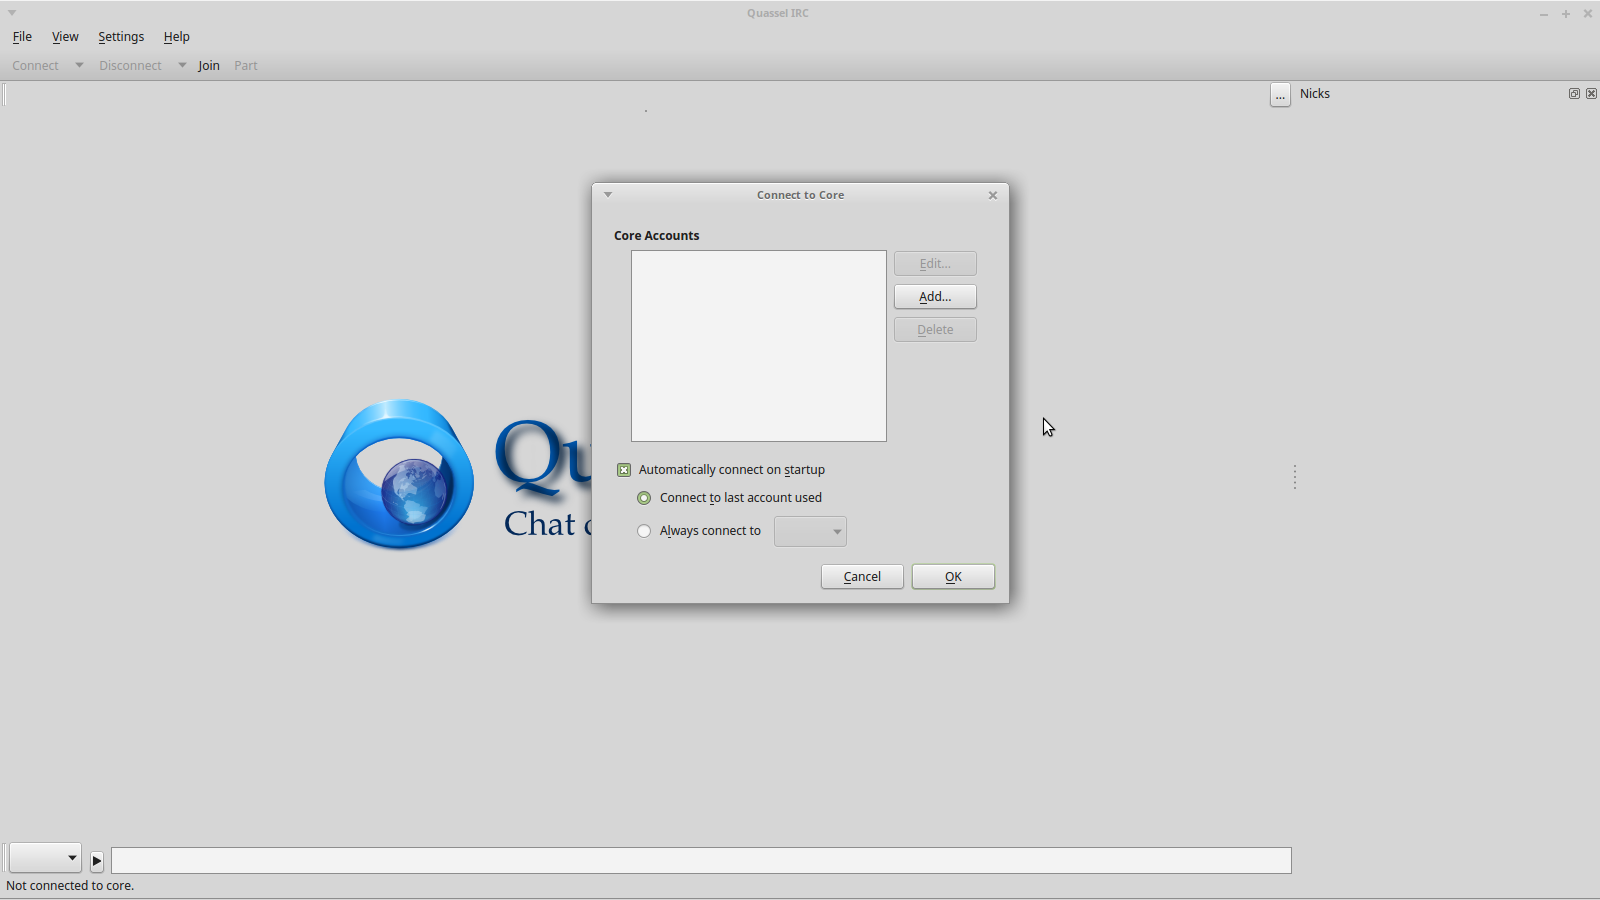 Quassel IRC
File View Settings Help
Connect Disconnect Join Part
... Nicks
Connect to Core
Core Accounts
Edit...
Add...
Delete
Qu
Chat
Automatically connect on startup
Connect to last account used
Always connect to
Cancel OK
Not connected to core.